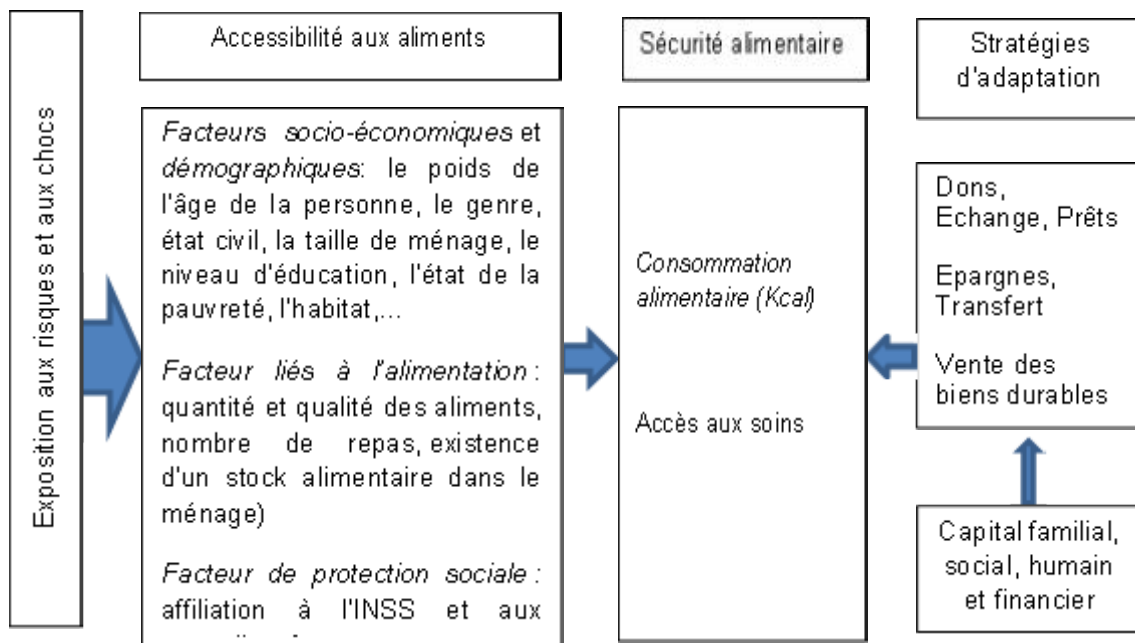 Exposition aux risques et aux chocs
Accessibilité aux aliments
Facteurs socio-économiques et
démographiques: le poids de
l'âge de la personne, le genre,
état civil, la taille de ménage, le
niveau d'éducation, l'état de la
pauvreté, l'habitat,...
Facteur liés à l'alimentation :
quantité et qualité des aliments,
nombre de repas, existence
d'un stock alimentaire dans le
ménage)
Facteur de protection sociale :
affiliation à l'INSS et aux
Sécurité alimentaire
Consommation
alimentaire (Kcal)
Accès aux soins
Stratégies
d'adaptation
Dons,
Echange, Prêts
Epargnes,
Transfert
Vente des
biens durables
Capital familial,
social, humain
et financier